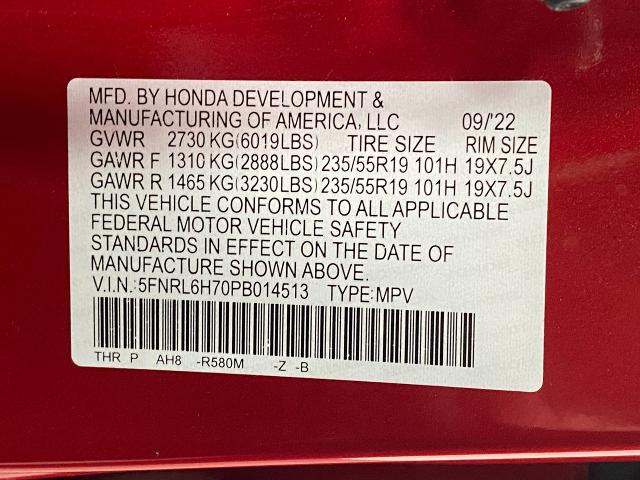 MFD. BY HONDA DEVELOPMENT &
MANUFACTURING OF AMERICA, LLC 09/'22
GVWR 2730 KG(6019LBS) TIRE SIZE RIM SIZE
GAWR F 1310 KG(2888LBS) 235/55R19 101H 19X7.5J
GAWR R 1465 KG(3230LBS) 235/55R19 101H 19X7.5J
THIS VEHICLE CONFORMS TO ALL APPLICABLE
FEDERAL MOTOR VEHICLE SAFETY
STANDARDS IN EFFECT ON THE DATE OF
MANUFACTURE SHOWN ABOVE.
V.I.N.:5FNRL6H70PB014513 TYPE:MPV
THR P AH8 -R580M -Z -B